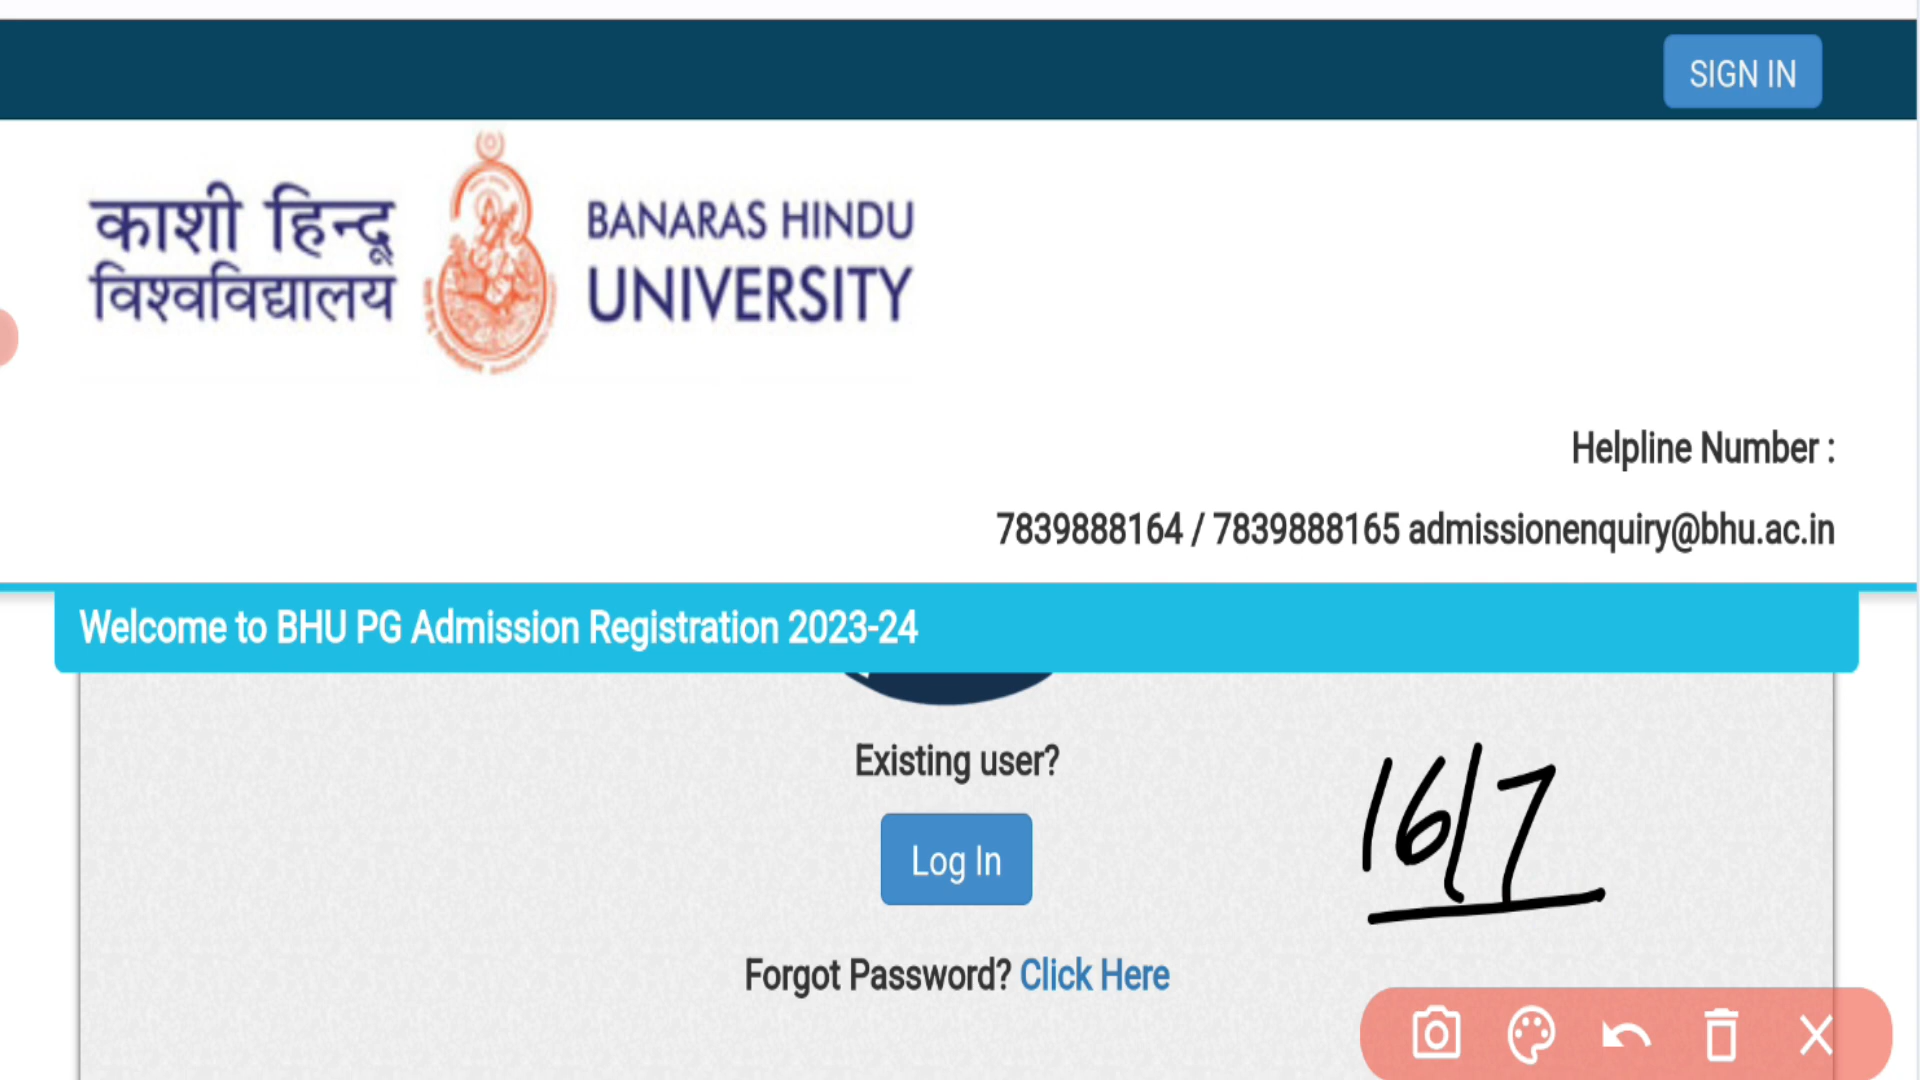 SIGN IN
काशी हिन्दू
विश्वविद्यालय
BANARAS HINDU
UNIVERSITY
Helpline Number :
7839888164 / 7839888165 admissionenquiry@bhu.ac.in
Welcome to BHU PG Admission Registration 2023-24
Existing user?
16/7
Log In
Forgot Password? Click Here